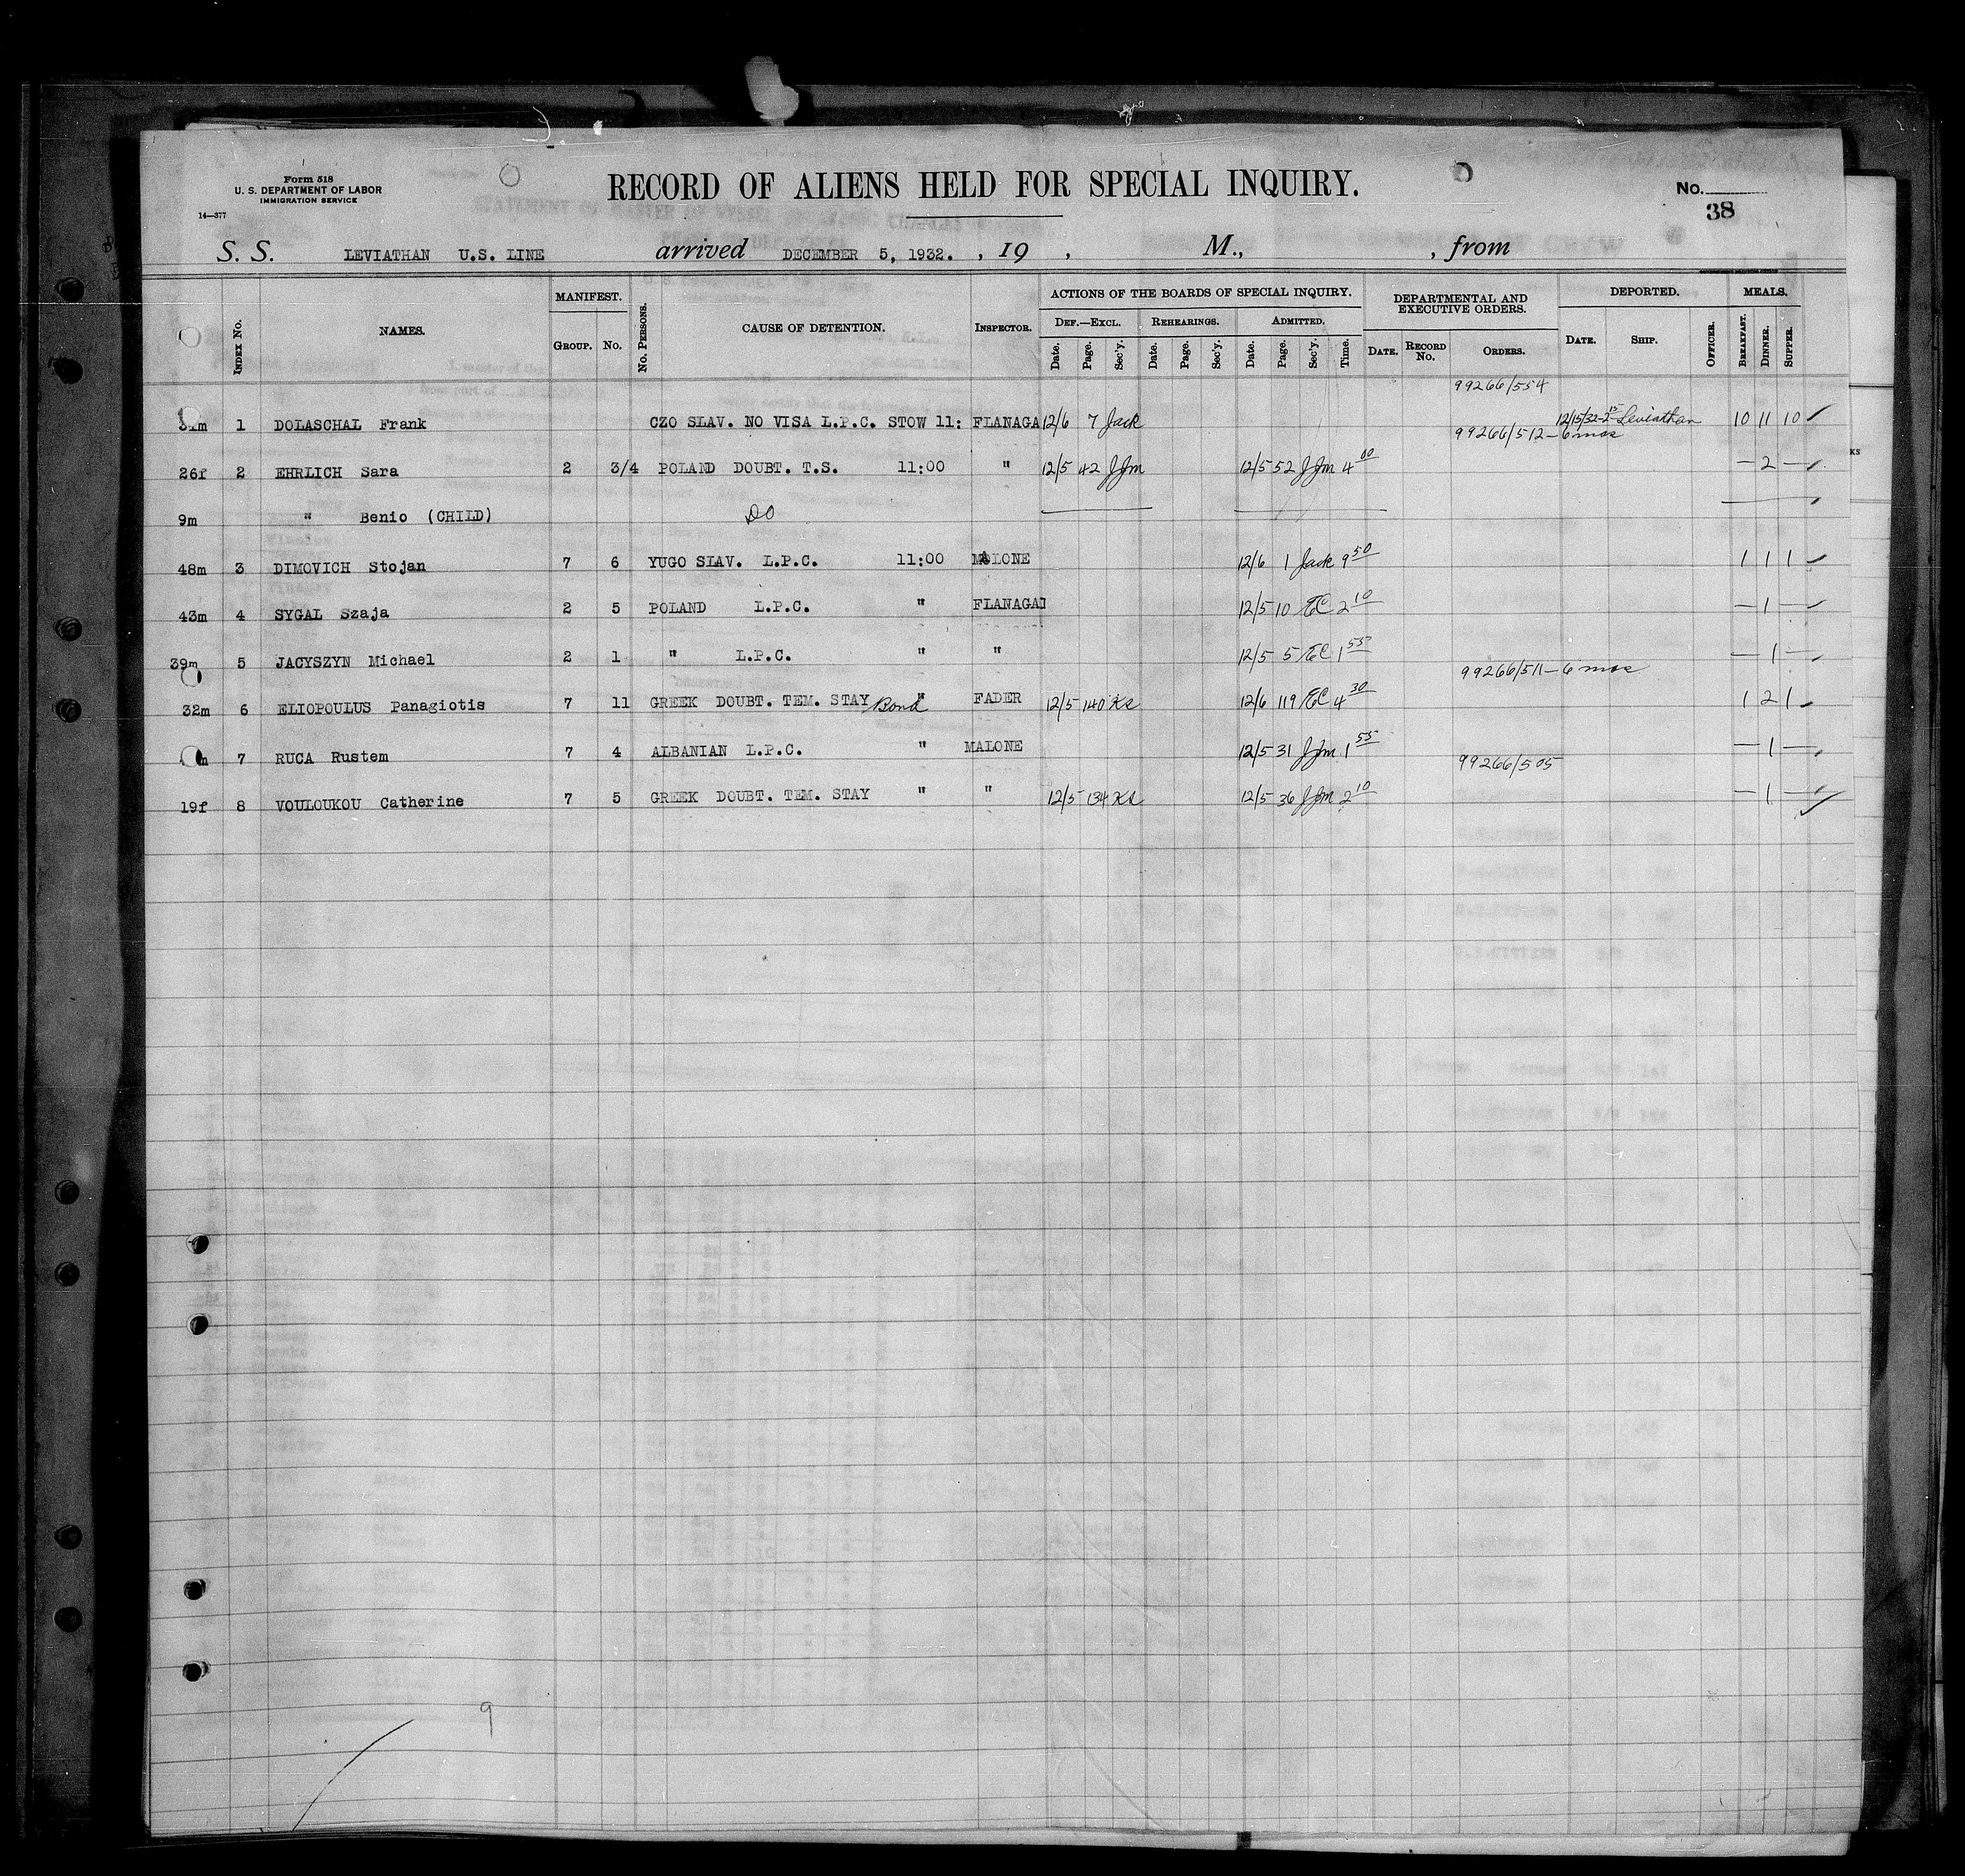 Form 518
U. S. DEPARTMENT OF LABOR
IMMIGRATION SERVICE
14—377
RECORD OF ALIENS HELD FOR SPECIAL INQUIRY.
No.
38
S. S. LEVIATHAN U.S. LINE arrived DECEMBER 5, 1932. , 19 , M., , from
INDEX No. NAMES. MANIFEST. GROUP. No. No. PERSONS. CAUSE OF DETENTION. INSPECTOR. ACTIONS OF THE BOARDS OF SPECIAL INQUIRY. DEPARTMENTAL AND EXECUTIVE ORDERS. DEPORTED. MEALS.
DEF.—EXCL. REHEARINGS. ADMITTED.
Date. Page. Sec'y. Date. Page. Sec'y. Date. Page. Sec'y. Time. DATE. RECORD No. ORDERS. DATE. SHIP. OFFICER. BREAKFAST. DINNER. SUPPER.
99266/554
1 DOLASCHAL Frank CZO SLAV. NO VISA L.P.C. STOW 11: FLANAGA 12/6 7 Jack 12/15/32-2 15 Leviathan 10 11 10 ✓
99266/512 - 6 mos
26f 2 EHRLICH Sara 2 3/4 POLAND DOUBT. T.S. 11:00 " 12/5 42 JJm 12/5 52 JJm 4 00 — 2 — ✓
9m " Benio (CHILD) DO ✓
48m 3 DIMOVICH Stojan 7 6 YUGO SLAV. L.P.C. 11:00 MALONE 12/6 1 Jack 9 50 1 1 1 ✓
43m 4 SYGAL Szaja 2 5 POLAND L.P.C. " FLANAGAN 12/5 10 EC 2 10 — 1 — ✓
39m 5 JACYSZYN Michael 2 1 " L.P.C. " " 12/5 5 EC 1 55 — 1 — ✓
99266/511 - 6 mos
32m 6 ELIOPOULUS Panagiotis 7 11 GREEK DOUBT. TEM. STAY Bond " FADER 12/5 140 KS 12/6 119 EC 4 30 1 2 1 ✓
m 7 RUCA Rustem 7 4 ALBANIAN L.P.C. " MALONE 12/5 31 JJm 1 55 — 1 — ✓
99266/505
19f 8 VOULOUKOU Catherine 7 5 GREEK DOUBT. TEM. STAY " " 12/5 134 KS 12/5 36 JJm 2 10 — 1 — ✓
9